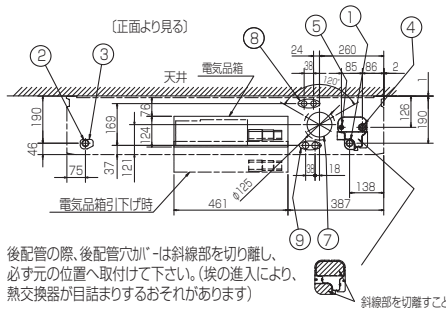 〔正面より見る〕
① ⑤ ④
② ③ ⑧
天井
電気品箱
24 260
38 85 86 2
120°
1
190
46
75
169
37
76
124
121
φ125
126
190
138
38 18
⑨ ⑦
電気品箱引下げ時
461 387
後配管の際、後配管穴ｶﾊﾞｰは斜線部を切り離し、
必ず元の位置へ取付けて下さい。(埃の進入により、
熱交換器が目詰まりするおそれがあります)
斜線部を切離すこと